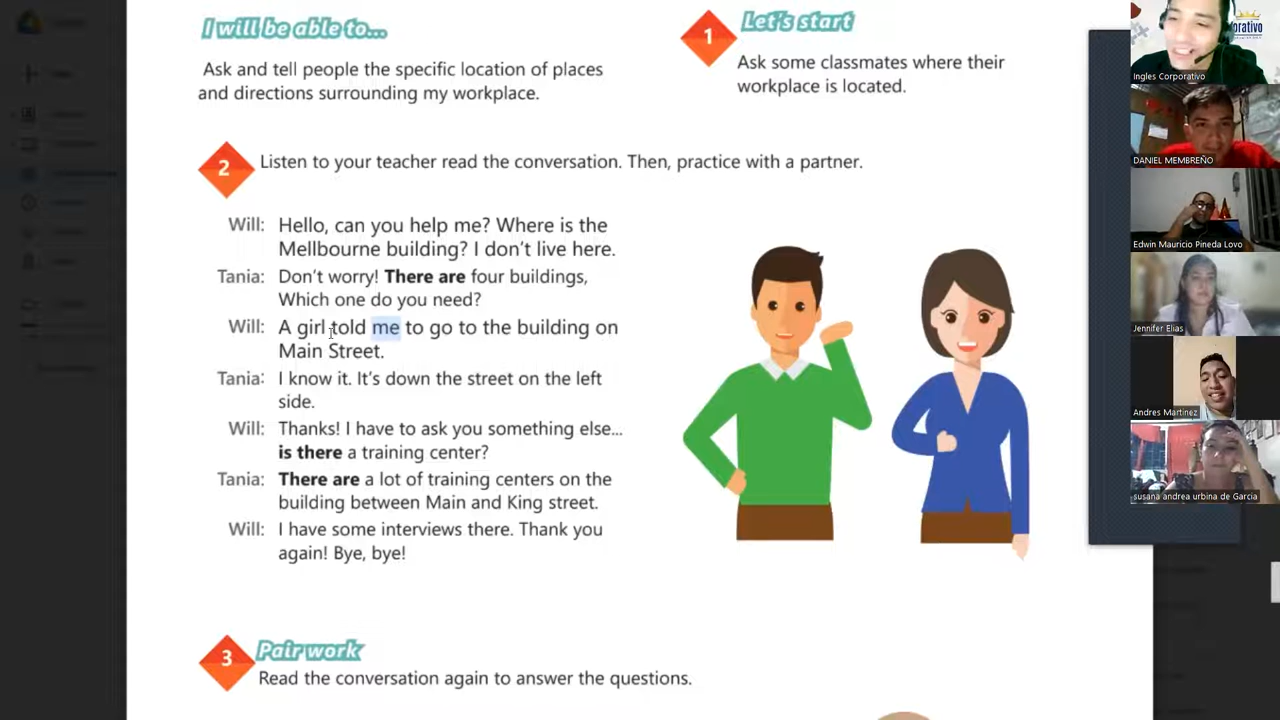 I will be able to...
Ask and tell people the specific location of places
and directions surrounding my workplace.
1
Let's start
Ask some classmates where their
workplace is located.
2
Listen to your teacher read the conversation. Then, practice with a partner.
Will: Hello, can you help me? Where is the
Mellbourne building? I don't live here.
Tania: Don't worry! There are four buildings,
Which one do you need?
Will: A girl told me to go to the building on
Main Street.
Tania: I know it. It's down the street on the left
side.
Will: Thanks! I have to ask you something else...
is there a training center?
Tania: There are a lot of training centers on the
building between Main and King street.
Will: I have some interviews there. Thank you
again! Bye, bye!
3
Pair work
Read the conversation again to answer the questions.
orativo
Ingles Corporativo
DANIEL MEMBREÑO
Edwin Mauricio Pineda Lovo
Jennifer Elias
Andres Martinez
susana andrea urbina de Garcia